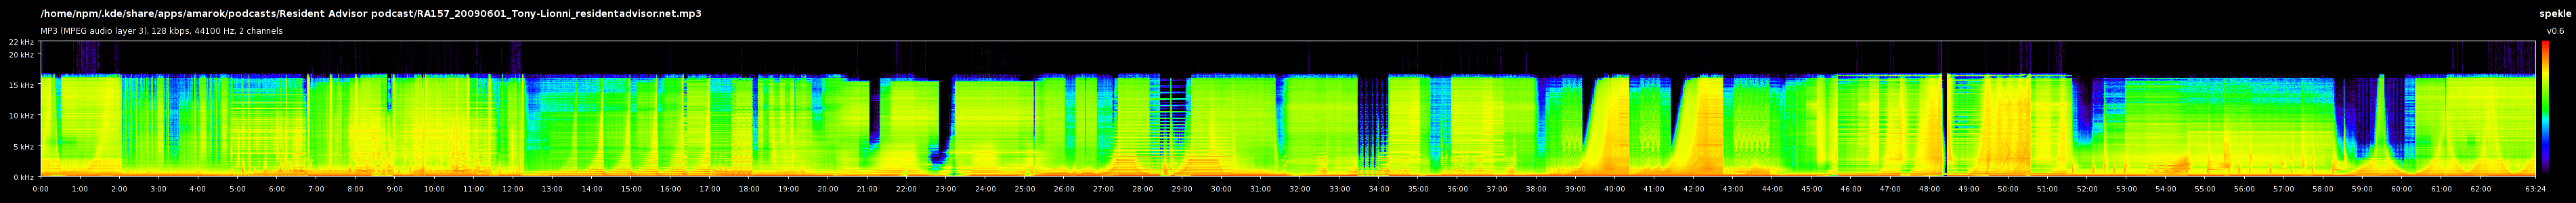 /home/npm/.kde/share/apps/amarok/podcasts/Resident Advisor podcast/RA157_20090601_Tony-Lionni_residentadvisor.net.mp3
spekle
MP3 (MPEG audio layer 3), 128 kbps, 44100 Hz, 2 channels
v0.6
22 kHz
20 kHz
15 kHz
10 kHz
5 kHz
0 kHz
0:00 1:00 2:00 3:00 4:00 5:00 6:00 7:00 8:00 9:00 10:00 11:00 12:00 13:00 14:00 15:00 16:00 17:00 18:00 19:00 20:00 21:00 22:00 23:00 24:00 25:00 26:00 27:00 28:00 29:00 30:00 31:00 32:00 33:00 34:00 35:00 36:00 37:00 38:00 39:00 40:00 41:00 42:00 43:00 44:00 45:00 46:00 47:00 48:00 49:00 50:00 51:00 52:00 53:00 54:00 55:00 56:00 57:00 58:00 59:00 60:00 61:00 62:00 63:24